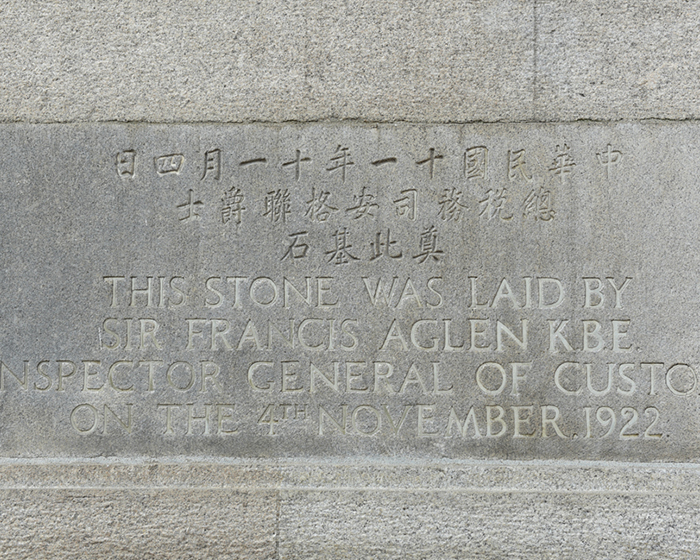 中華民國十一年十一月四日
總税務司安格聯爵士
奠此基石
THIS STONE WAS LAID BY
SIR FRANCIS AGLEN K.B.E.
NSPECTOR GENERAL OF CUSTO
ON THE 4TH NOVEMBER, 1922.